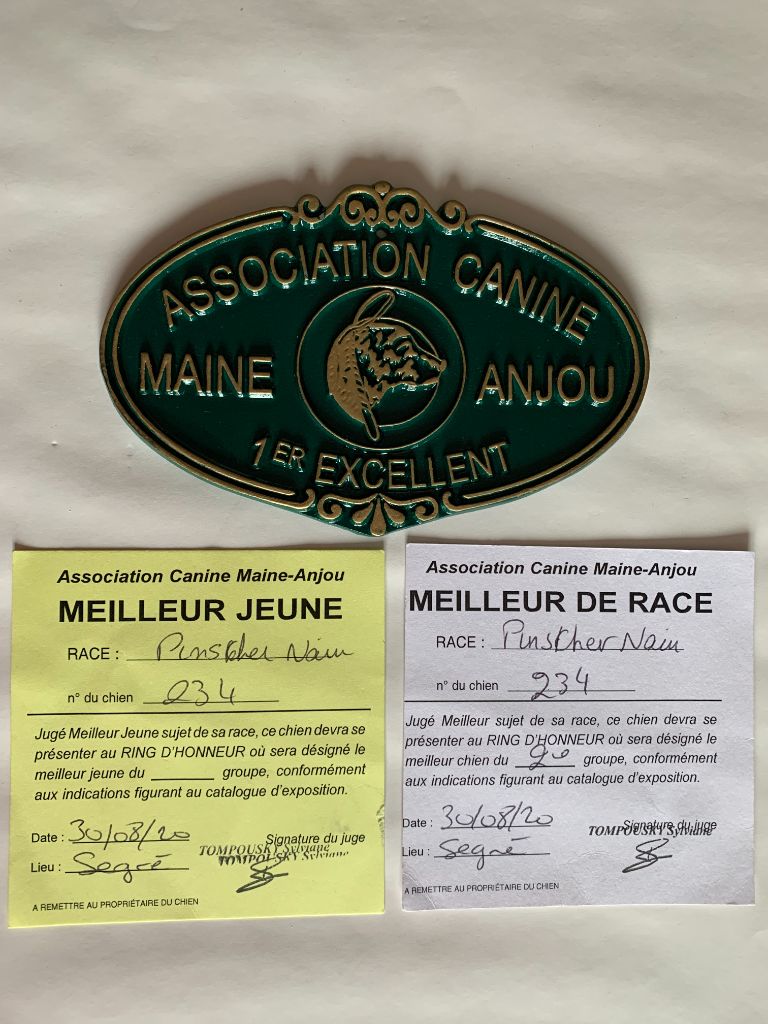 ASSOCIATION CANINE
MAINE ANJOU
1ER EXCELLENT
Association Canine Maine-Anjou
MEILLEUR JEUNE
RACE : Pinscher Nain
n° du chien 234
Jugé Meilleur Jeune sujet de sa race, ce chien devra se
présenter au RING D'HONNEUR où sera désigné le
meilleur jeune du ________ groupe, conformément
aux indications figurant au catalogue d'exposition.
Date : 30/08/20
Signature du juge
TOMPOUSKY Sylviane
TOMPOUSKY Sylviane
Lieu : Segré
A REMETTRE AU PROPRIÉTAIRE DU CHIEN
Association Canine Maine-Anjou
MEILLEUR DE RACE
RACE : Pinscher Nain
n° du chien 234
Jugé Meilleur sujet de sa race, ce chien devra se
présenter au RING D'HONNEUR où sera désigné le
meilleur chien du 2e groupe, conformément
aux indications figurant au catalogue d'exposition.
Date : 30/08/20
Signature du juge
TOMPOUSKY Sylviane
Lieu : Segré
A REMETTRE AU PROPRIÉTAIRE DU CHIEN